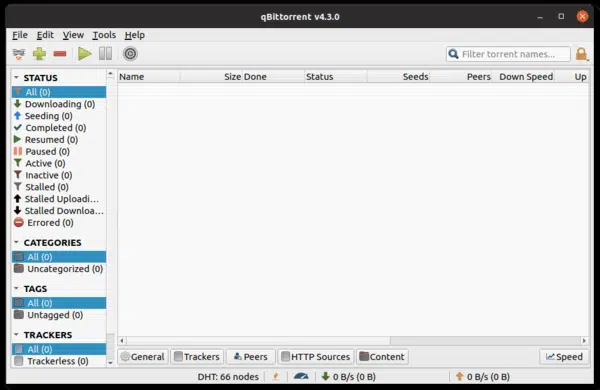 qBittorrent v4.3.0
File Edit View Tools Help
Filter torrent names...
STATUS
All (0)
Downloading (0)
Seeding (0)
Completed (0)
Resumed (0)
Paused (0)
Active (0)
Inactive (0)
Stalled (0)
Stalled Uploadi...
Stalled Downloa...
Errored (0)
CATEGORIES
All (0)
Uncategorized (0)
TAGS
All (0)
Untagged (0)
TRACKERS
All (0)
Trackerless (0)
Name Size Done Status Seeds Peers Down Speed Up
General Trackers Peers HTTP Sources Content Speed
DHT: 66 nodes 0 B/s (0 B) 0 B/s (0 B)